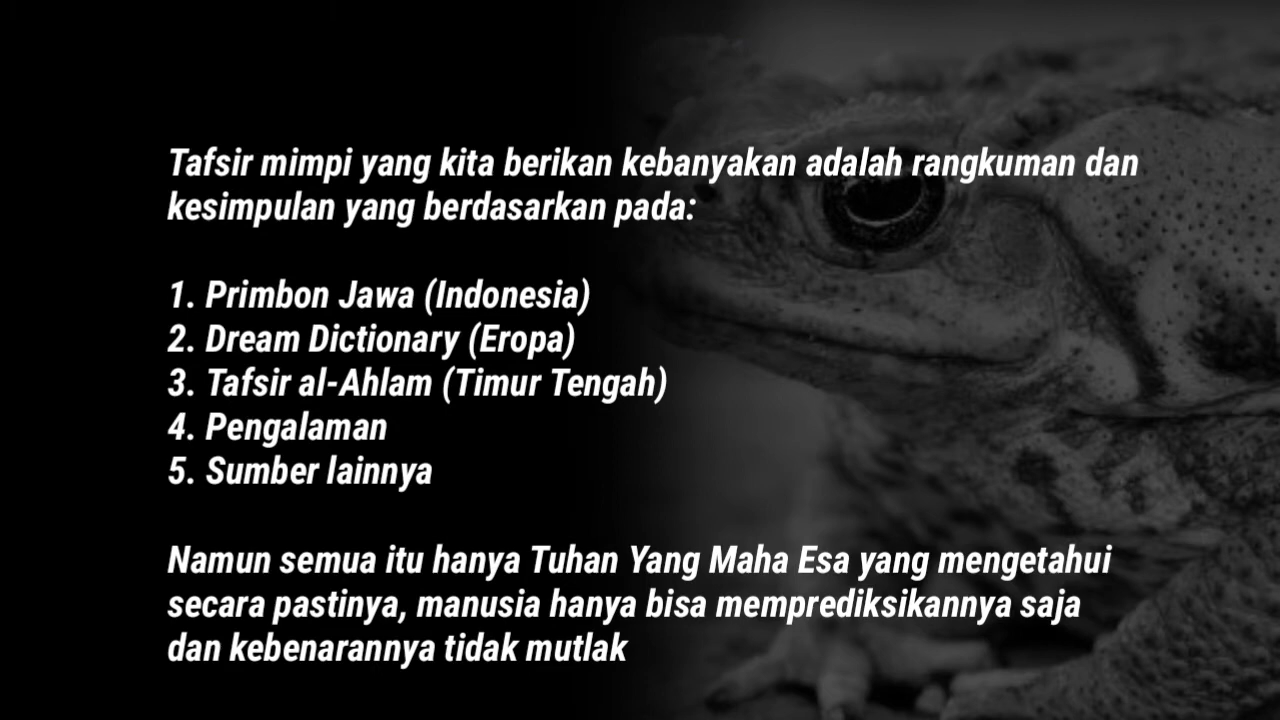 Tafsir mimpi yang kita berikan kebanyakan adalah rangkuman dan
kesimpulan yang berdasarkan pada:
1. Primbon Jawa (Indonesia)
2. Dream Dictionary (Eropa)
3. Tafsir al-Ahlam (Timur Tengah)
4. Pengalaman
5. Sumber lainnya
Namun semua itu hanya Tuhan Yang Maha Esa yang mengetahui
secara pastinya, manusia hanya bisa memprediksikannya saja
dan kebenarannya tidak mutlak